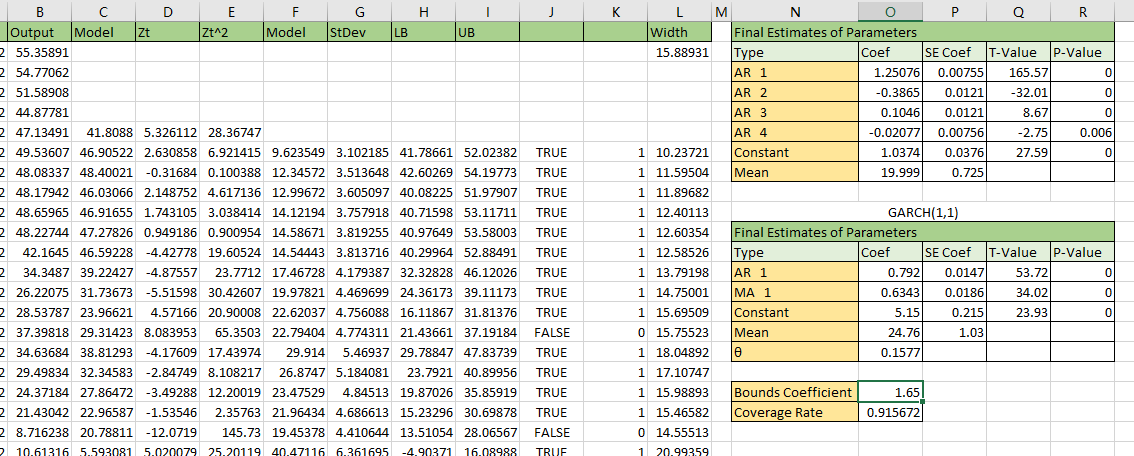 B C D E F G H I J K L M N O P Q R
Output Model Zt Zt^2 Model StDev LB UB Width Final Estimates of Parameters
2 55.35891 15.88931 Type Coef SE Coef T-Value P-Value
2 54.77062 AR 1 1.25076 0.00755 165.57 0
2 51.58908 AR 2 -0.3865 0.0121 -32.01 0
2 44.87781 AR 3 0.1046 0.0121 8.67 0
2 47.13491 41.8088 5.326112 28.36747 AR 4 -0.02077 0.00756 -2.75 0.006
2 49.53607 46.90522 2.630858 6.921415 9.623549 3.102185 41.78661 52.02382 TRUE 1 10.23721 Constant 1.0374 0.0376 27.59 0
2 48.08337 48.40021 -0.31684 0.100388 12.34572 3.513648 42.60269 54.19773 TRUE 1 11.59504 Mean 19.999 0.725
2 48.17942 46.03066 2.148752 4.617136 12.99672 3.605097 40.08225 51.97907 TRUE 1 11.89682
2 48.65965 46.91655 1.743105 3.038414 14.12194 3.757918 40.71598 53.11711 TRUE 1 12.40113 GARCH(1,1)
2 48.22744 47.27826 0.949186 0.900954 14.58671 3.819255 40.97649 53.58003 TRUE 1 12.60354 Final Estimates of Parameters
2 42.1645 46.59228 -4.42778 19.60524 14.54443 3.813716 40.29964 52.88491 TRUE 1 12.58526 Type Coef SE Coef T-Value P-Value
2 34.3487 39.22427 -4.87557 23.7712 17.46728 4.179387 32.32828 46.12026 TRUE 1 13.79198 AR 1 0.792 0.0147 53.72 0
2 26.22075 31.73673 -5.51598 30.42607 19.97821 4.469699 24.36173 39.11173 TRUE 1 14.75001 MA 1 0.6343 0.0186 34.02 0
2 28.53787 23.96621 4.57166 20.90008 22.62037 4.756088 16.11867 31.81376 TRUE 1 15.69509 Constant 5.15 0.215 23.93 0
2 37.39818 29.31423 8.083953 65.3503 22.79404 4.774311 21.43661 37.19184 FALSE 0 15.75523 Mean 24.76 1.03
2 34.63684 38.81293 -4.17609 17.43974 29.914 5.46937 29.78847 47.83739 TRUE 1 18.04892 θ 0.1577
2 29.49834 32.34583 -2.84749 8.108217 26.8747 5.184081 23.7921 40.89956 TRUE 1 17.10747
2 24.37184 27.86472 -3.49288 12.20019 23.47529 4.84513 19.87026 35.85919 TRUE 1 15.98893 Bounds Coefficient 1.65
2 21.43042 22.96587 -1.53546 2.35763 21.96434 4.686613 15.23296 30.69878 TRUE 1 15.46582 Coverage Rate 0.915672
2 8.716238 20.78811 -12.0719 145.73 19.45378 4.410644 13.51054 28.06567 FALSE 0 14.55513
2 10.61316 5.593081 5.020079 25.20119 40.47116 6.361695 -4.90371 16.08988 TRUE 1 20.99359